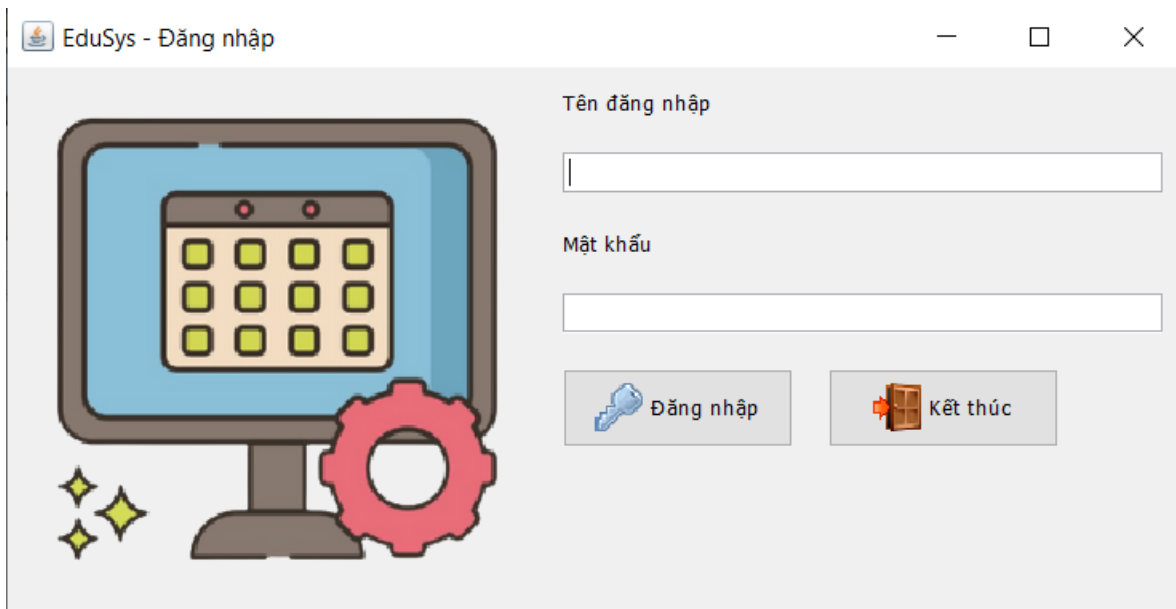 EduSys - Đăng nhập
Tên đăng nhập
Mật khẩu
Đăng nhập
Kết thúc